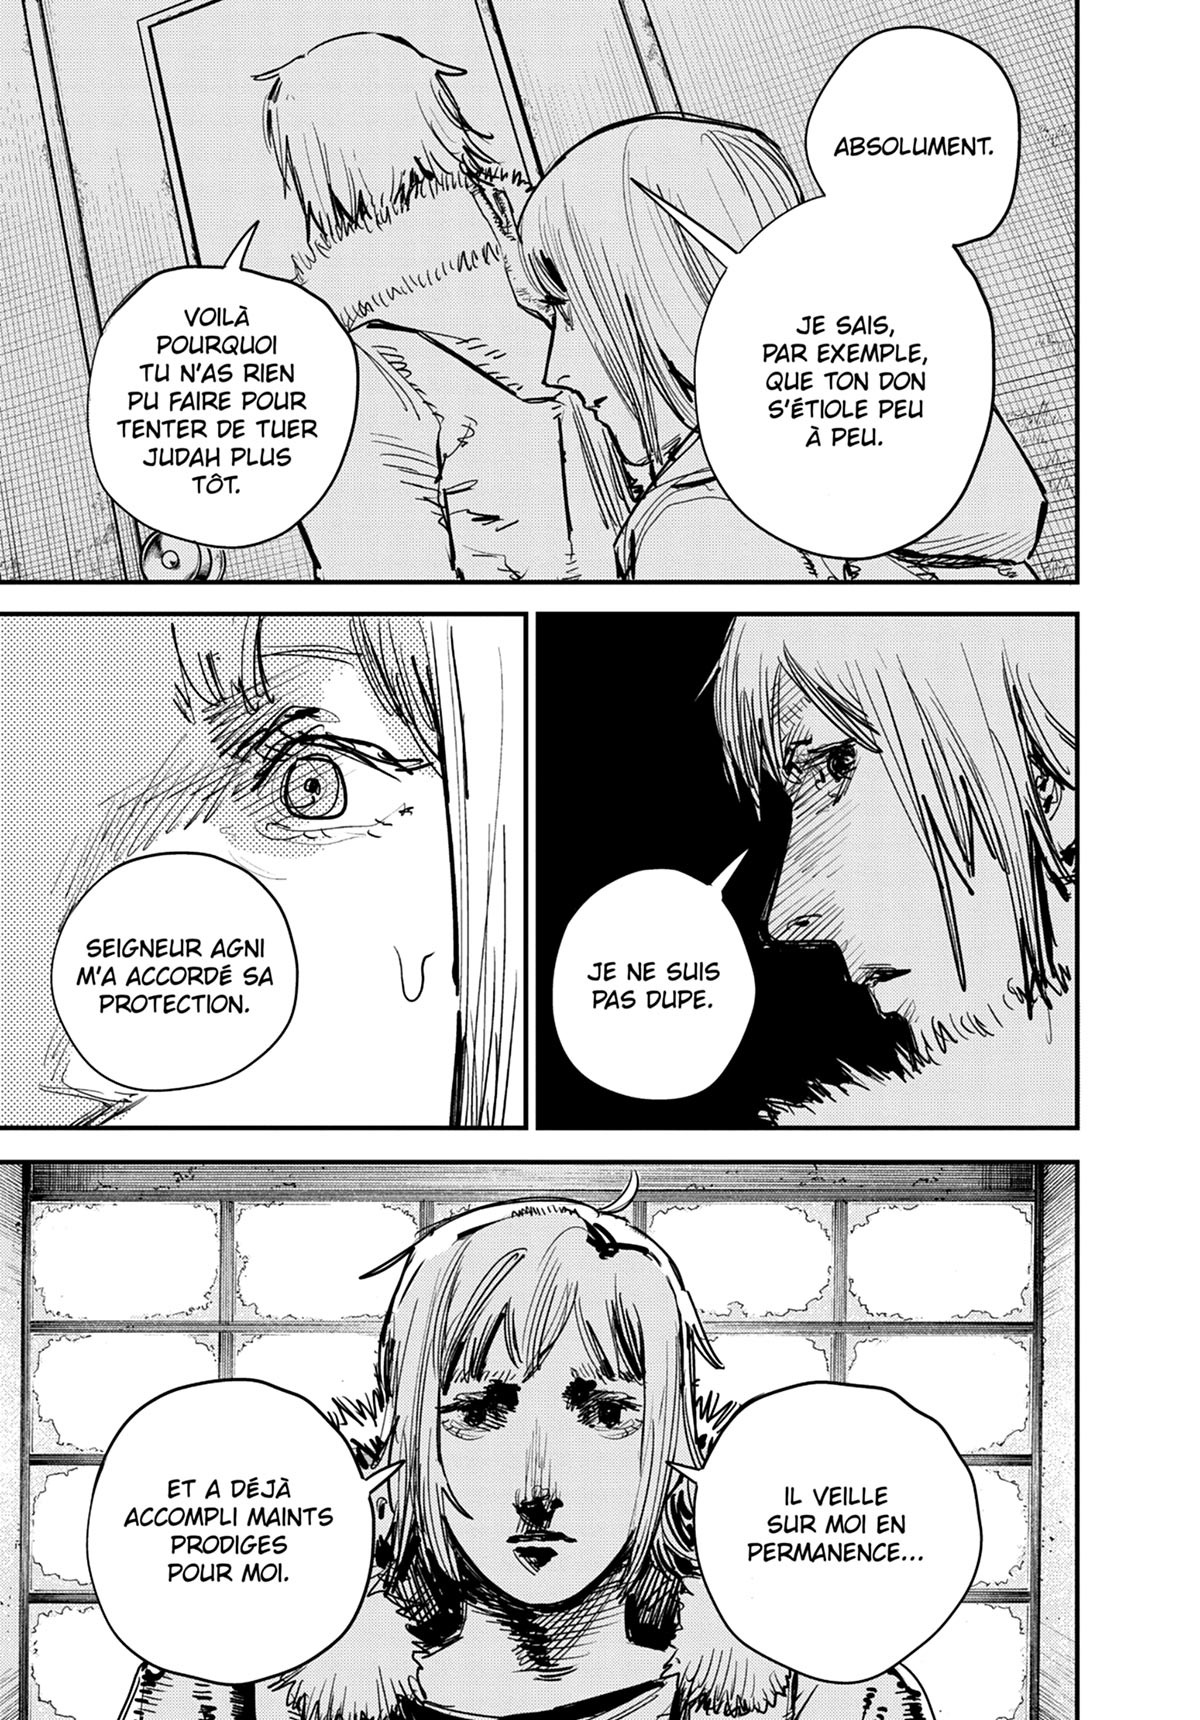 ABSOLUMENT.
JE SAIS,
PAR EXEMPLE,
QUE TON DON
S'ÉTIOLE PEU
À PEU.
VOILÀ
POURQUOI
TU N'AS RIEN
PU FAIRE POUR
TENTER DE TUER
JUDAH PLUS
TÔT.
JE NE SUIS
PAS DUPE.
SEIGNEUR AGNI
M'A ACCORDÉ SA
PROTECTION.
IL VEILLE
SUR MOI EN
PERMANENCE...
ET A DÉJÀ
ACCOMPLI MAINTS
PRODIGES
POUR MOI.